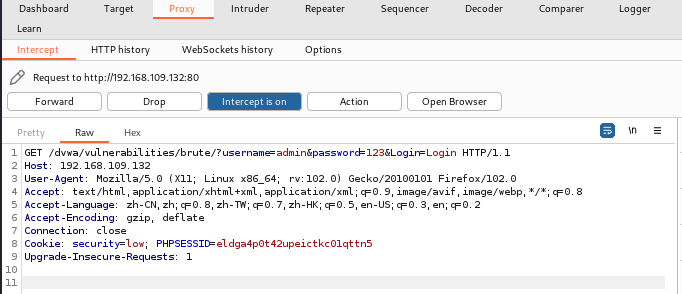 Dashboard Target Proxy Intruder Repeater Sequencer Decoder Comparer Logger
Learn
Intercept HTTP history WebSockets history Options
Request to http://192.168.109.132:80
Forward Drop Intercept is on Action Open Browser
Pretty Raw Hex \n
1 GET /dvwa/vulnerabilities/brute/?username=admin&password=123&Login=Login HTTP/1.1
2 Host: 192.168.109.132
3 User-Agent: Mozilla/5.0 (X11; Linux x86_64; rv:102.0) Gecko/20100101 Firefox/102.0
4 Accept: text/html,application/xhtml+xml,application/xml;q=0.9,image/avif,image/webp,*/*;q=0.8
5 Accept-Language: zh-CN,zh;q=0.8,zh-TW;q=0.7,zh-HK;q=0.5,en-US;q=0.3,en;q=0.2
6 Accept-Encoding: gzip, deflate
7 Connection: close
8 Cookie: security=low; PHPSESSID=eldga4p0t42upeictkc01qttn5
9 Upgrade-Insecure-Requests: 1
10
11